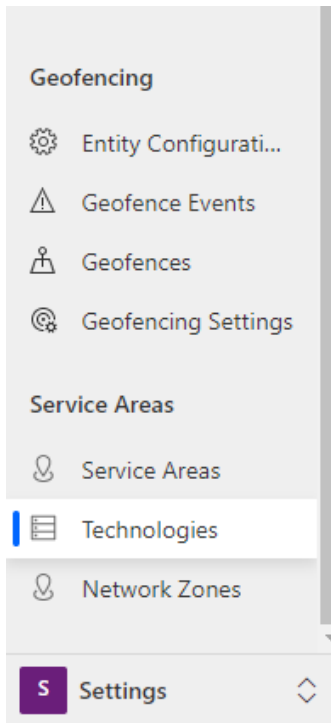 Geofencing
Entity Configurati...
Geofence Events
Geofences
Geofencing Settings
Service Areas
Service Areas
Technologies
Network Zones
S Settings